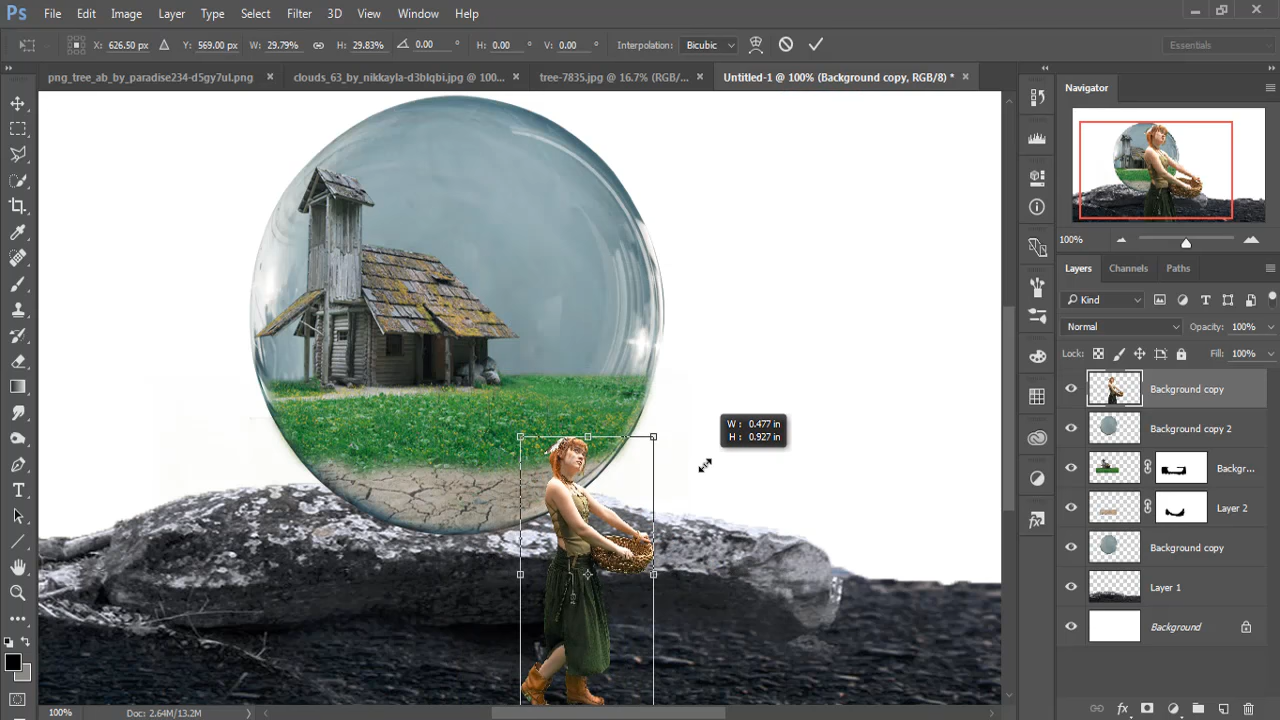 Ps File Edit Image Layer Type Select Filter 3D View Window Help
X: 626.50 px Y: 569.00 px W: 29.79% H: 29.83% 0.00 ° H: 0.00 ° V: 0.00 ° Interpolation: Bicubic Essentials
png_tree_ab_by_paradise234-d5gy7ul.png × clouds_63_by_nikkayla-d3blqbi.jpg @ 100... × tree-7835.jpg @ 16.7% (RGB/... × Untitled-1 @ 100% (Background copy, RGB/8) * ×
Navigator
100%
Layers Channels Paths
Kind
Normal Opacity: 100%
Lock: Fill: 100%
Background copy
Background copy 2
Backgr...
Layer 2
Background copy
Layer 1
Background
W : 0.477 in
H : 0.927 in
100% Doc: 2.64M/13.2M